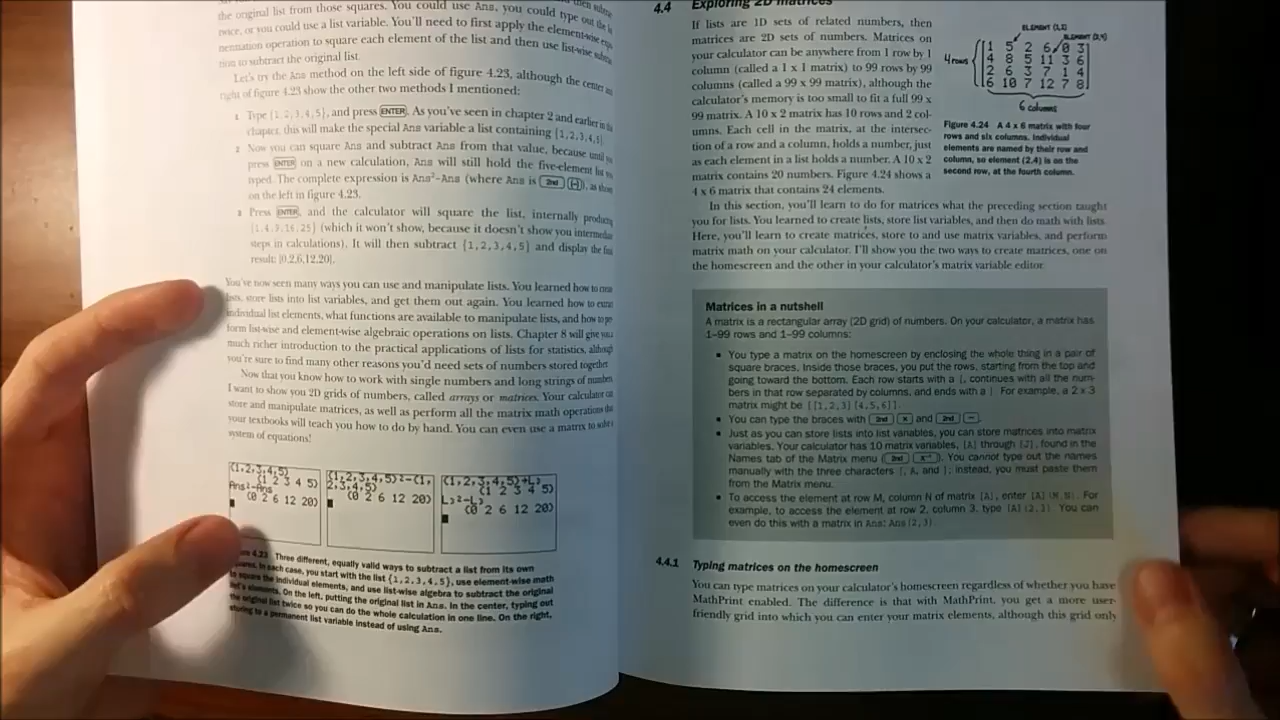 then subtra
the original list from those squares. You could use Ans, you could type out the li
twice, or you could use a list variable. You'll need to first apply the element-wise expo
nentiation operation to square each element of the list and then use list-wise subtra
tion to subtract the original list.
Let's try the Ans method on the left side of figure 4.23, although the center an
right of figure 4.23 show the other two methods I mentioned:
1 Type {1,2,3,4,5}, and press ENTER. As you've seen in chapter 2 and earlier in the
chapter, this will make the special Ans variable a list containing {1,2,3,4,5}.
2 Now you can square Ans and subtract Ans from that value, because until you
press ENTER on a new calculation, Ans will still hold the five-element list you
typed. The complete expression is Ans²-Ans (where Ans is 2nd (-)), as show
on the left in figure 4.23.
3 Press ENTER, and the calculator will square the list, internally producing
{1,4,9,16,25} (which it won't show, because it doesn't show you intermediate
steps in calculations). It will then subtract {1,2,3,4,5} and display the final
result: {0,2,6,12,20}.
You've now seen many ways you can use and manipulate lists. You learned how to create
lists, store lists into list variables, and get them out again. You learned how to extract
individual list elements, what functions are available to manipulate lists, and how to per
form list-wise and element-wise algebraic operations on lists. Chapter 8 will give you a
much richer introduction to the practical applications of lists for statistics, although
you're sure to find many other reasons you'd need sets of numbers stored together.
Now that you know how to work with single numbers and long strings of numbers
I want to show you 2D grids of numbers, called arrays or matrices. Your calculator can
store and manipulate matrices, as well as perform all the matrix math operations tha
your textbooks will teach you how to do by hand. You can even use a matrix to solve
system of equations!
{1,2,3,4,5}
{1 2 3 4 5}
Ans²-Ans
{0 2 6 12 20}
{1,2,3,4,5}²-{1,
2,3,4,5}
{0 2 6 12 20}
{1,2,3,4,5}→L₃
{1 2 3 4 5}
L₃²-L₃
{0 2 6 12 20}
4.23 Three different, equally valid ways to subtract a list from its own
In each case, you start with the list {1,2,3,4,5}, use element-wise math
to square the individual elements, and use list-wise algebra to subtract the original
list's elements. On the left, putting the original list in Ans. In the center, typing out
the original list twice so you can do the whole calculation in one line. On the right,
storing to a permanent list variable instead of using Ans.
4.4 Exploring 2D matrices
If lists are 1D sets of related numbers, then
matrices are 2D sets of numbers. Matrices on
your calculator can be anywhere from 1 row by 1
column (called a 1 x 1 matrix) to 99 rows by 99
columns (called a 99 x 99 matrix), although the
calculator's memory is too small to fit a full 99 x
99 matrix. A 10 x 2 matrix has 10 rows and 2 col-
umns. Each cell in the matrix, at the intersec-
tion of a row and a column, holds a number, just
as each element in a list holds a number. A 10 x 2
matrix contains 20 numbers. Figure 4.24 shows a
4 x 6 matrix that contains 24 elements.
ELEMENT (1,2)
ELEMENT (2,4)
4 rows
1 5 2 6 0 3
4 8 5 11 3 6
2 6 3 7 1 4
6 10 7 12 7 8
6 columns
Figure 4.24 A 4 x 6 matrix with four
rows and six columns. Individual
elements are named by their row and
column, so element (2,4) is on the
second row, at the fourth column.
In this section, you'll learn to do for matrices what the preceding section taught
you for lists. You learned to create lists, store list variables, and then do math with lists.
Here, you'll learn to create matrices, store to and use matrix variables, and perform
matrix math on your calculator. I'll show you the two ways to create matrices, one on
the homescreen and the other in your calculator's matrix variable editor.
Matrices in a nutshell
A matrix is a rectangular array (2D grid) of numbers. On your calculator, a matrix has
1–99 rows and 1–99 columns:
▪ You type a matrix on the homescreen by enclosing the whole thing in a pair of
square braces. Inside those braces, you put the rows, starting from the top and
going toward the bottom. Each row starts with a [, continues with all the num-
bers in that row separated by columns, and ends with a ]. For example, a 2 x 3
matrix might be [[1,2,3][4,5,6]].
▪ You can type the braces with 2nd × and 2nd −.
▪ Just as you can store lists into list variables, you can store matrices into matrix
variables. Your calculator has 10 matrix variables, [A] through [J], found in the
Names tab of the Matrix menu (2nd x⁻¹). You cannot type out the names
manually with the three characters [, A, and ]; instead, you must paste them
from the Matrix menu.
▪ To access the element at row M, column N of matrix [A], enter [A](M,N). For
example, to access the element at row 2, column 3, type [A](2,3). You can
even do this with a matrix in Ans: Ans(2,3).
4.4.1 Typing matrices on the homescreen
You can type matrices on your calculator's homescreen regardless of whether you have
MathPrint enabled. The difference is that with MathPrint, you get a more user-
friendly grid into which you can enter your matrix elements, although this grid only